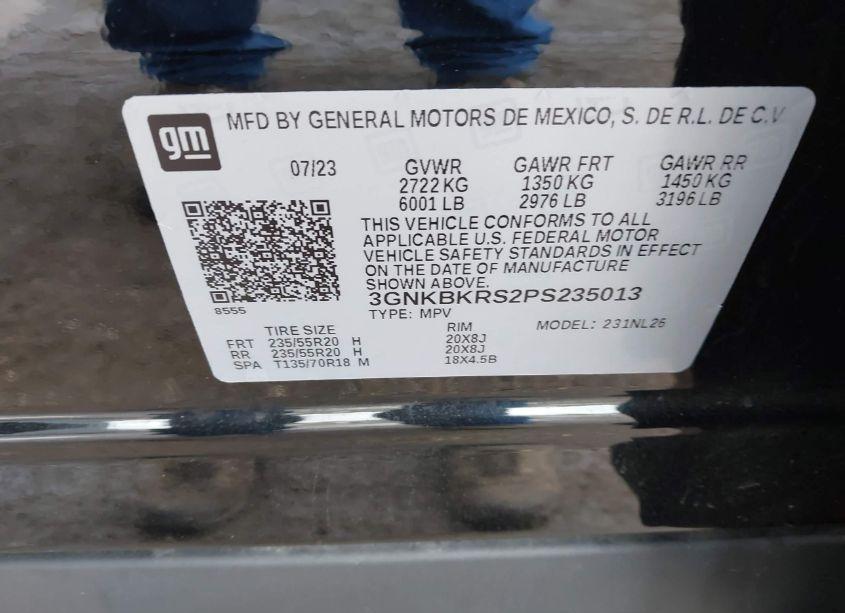 gm
MFD BY GENERAL MOTORS DE MEXICO, S. DE R.L. DE C.V
07/23 GVWR GAWR FRT GAWR RR
2722 KG 1350 KG 1450 KG
6001 LB 2976 LB 3196 LB
THIS VEHICLE CONFORMS TO ALL
APPLICABLE U.S. FEDERAL MOTOR
VEHICLE SAFETY STANDARDS IN EFFECT
ON THE DATE OF MANUFACTURE
SHOWN ABOVE.
8555
3GNKBKRS2PS235013
TYPE: MPV MODEL: 231NL26
TIRE SIZE RIM
FRT 235/55R20 H 20X8J
RR 235/55R20 H 20X8J
SPA T135/70R18 M 18X4.5B